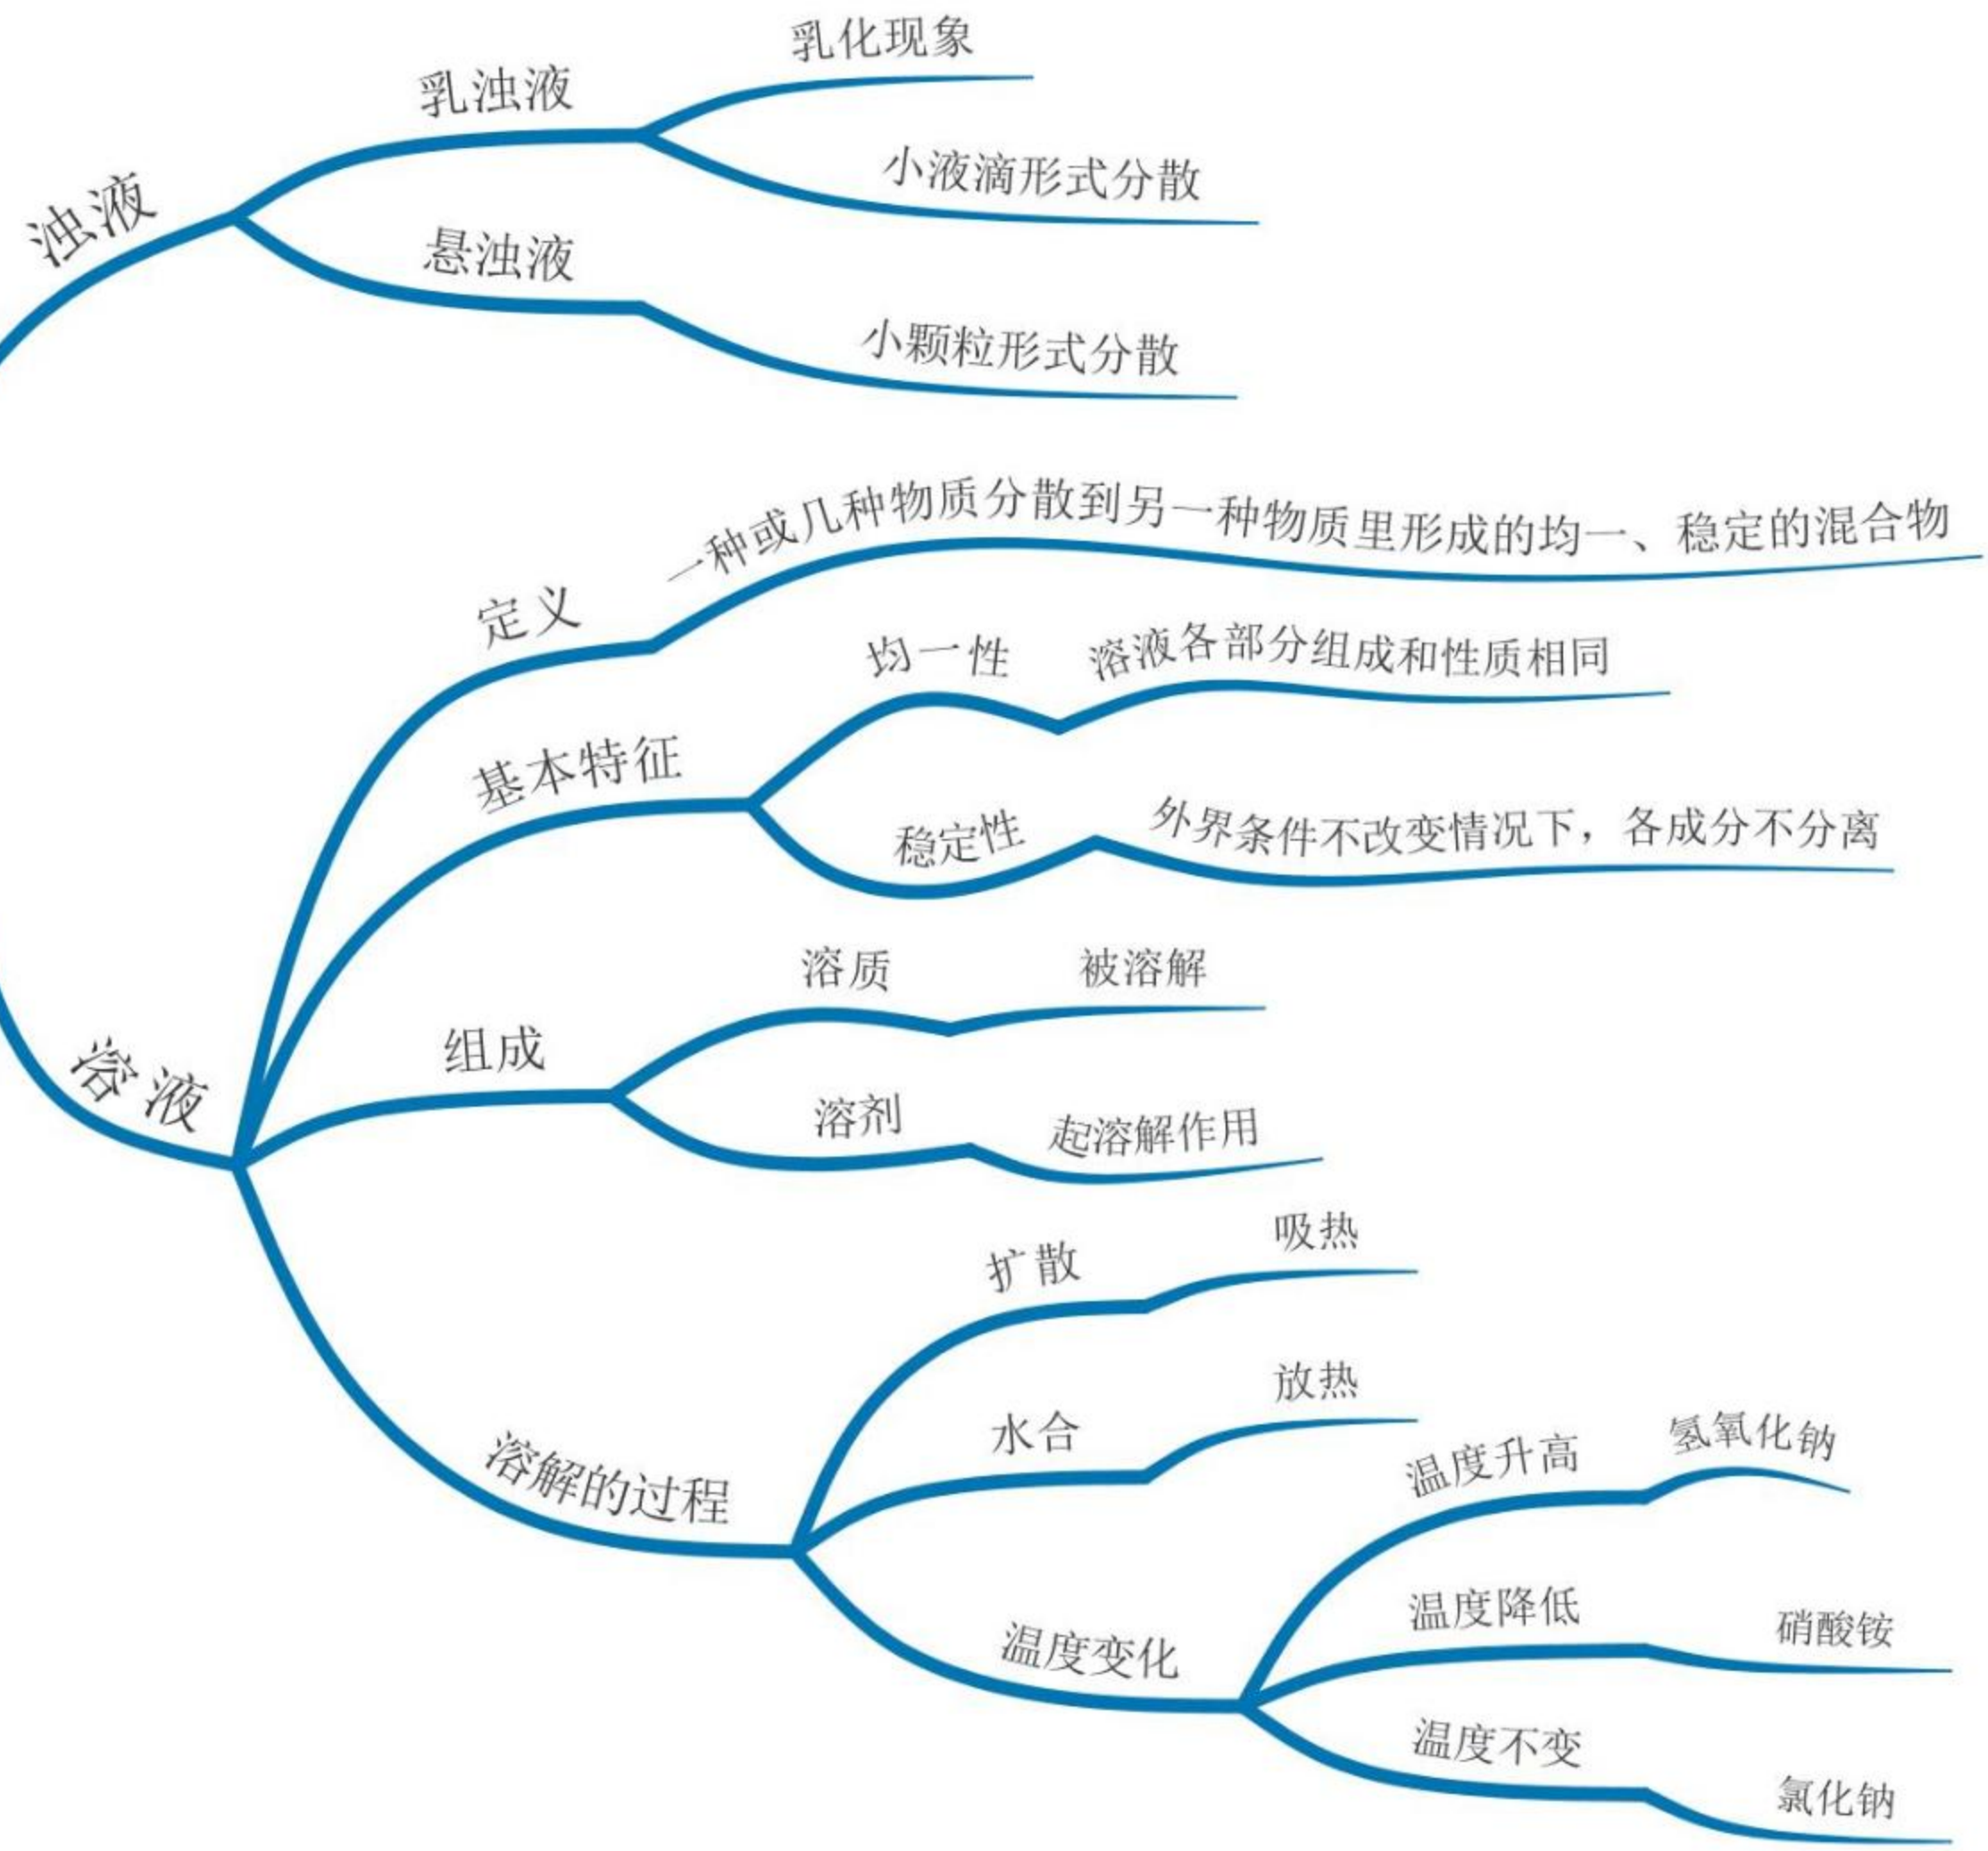 浊液
乳浊液
乳化现象
小液滴形式分散
悬浊液
小颗粒形式分散
溶液
定义
一种或几种物质分散到另一种物质里形成的均一、稳定的混合物
基本特征
均一性
溶液各部分组成和性质相同
稳定性
外界条件不改变情况下，各成分不分离
组成
溶质
被溶解
溶剂
起溶解作用
溶解的过程
扩散
吸热
水合
放热
温度变化
温度升高
氢氧化钠
温度降低
硝酸铵
温度不变
氯化钠